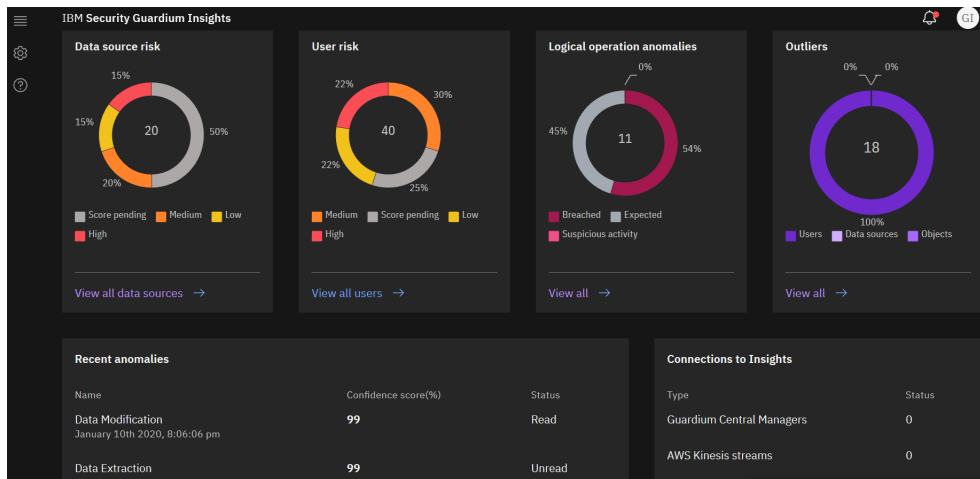 IBM Security Guardium Insights
GI
Data source risk
15%
15%
20
50%
20%
Score pending Medium Low
High
View all data sources
User risk
22%
30%
40
22%
25%
Medium Score pending Low
High
View all users
Logical operation anomalies
0%
45%
11
54%
Breached Expected
Suspicious activity
View all
Outliers
0% 0%
18
100%
Users Data sources Objects
View all
Recent anomalies
Name Confidence score(%) Status
Data Modification 99 Read
January 10th 2020, 8:06:06 pm
Data Extraction 99 Unread
Connections to Insights
Type Status
Guardium Central Managers 0
AWS Kinesis streams 0